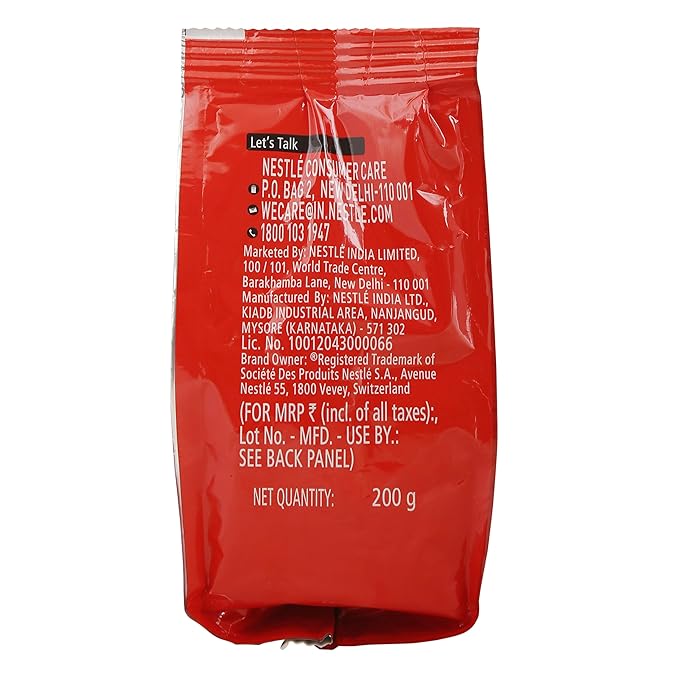 Let's Talk
NESTLÉ CONSUMER CARE
P.O. BAG 2, NEW DELHI-110 001
WECARE@IN.NESTLE.COM
1800 103 1947
Marketed By: NESTLÉ INDIA LIMITED,
100 / 101, World Trade Centre,
Barakhamba Lane, New Delhi - 110 001
Manufactured By: NESTLÉ INDIA LTD.,
KIADB INDUSTRIAL AREA, NANJANGUD,
MYSORE (KARNATAKA) - 571 302
Lic. No. 10012043000066
Brand Owner: ®Registered Trademark of
Société Des Produits Nestlé S.A., Avenue
Nestlé 55, 1800 Vevey, Switzerland
(FOR MRP ₹ (incl. of all taxes):,
Lot No. - MFD. - USE BY.:
SEE BACK PANEL)
NET QUANTITY: 200 g